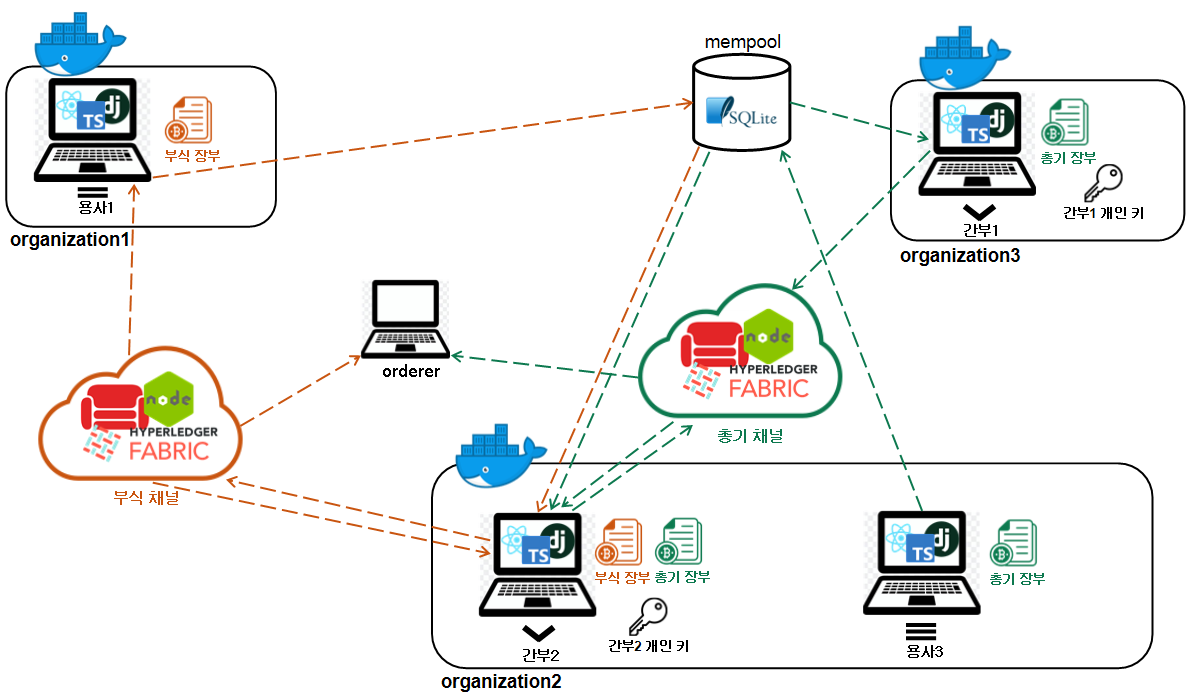 mempool
SQLite
TS
dj
부식 장부
용사1
organization1
TS
dj
총기 장부
간부1 개인 키
간부1
organization3
orderer
node
HYPERLEDGER
FABRIC
총기 채널
node
HYPERLEDGER
FABRIC
부식 채널
TS
dj
부식 장부
총기 장부
간부2 개인 키
간부2
organization2
TS
dj
총기 장부
용사3